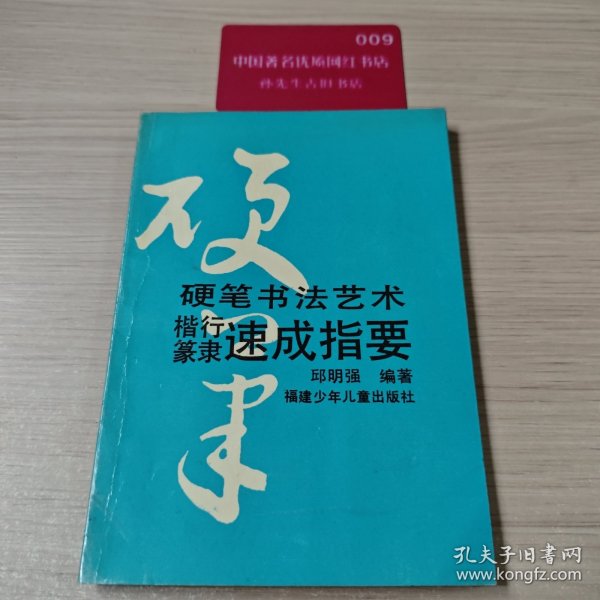 009
中国著名优质网红书店
孙先生古旧书店
硬笔
硬笔书法艺术
楷行
篆隶
速成指要
邱明强 编著
福建少年儿童出版社
孔夫子旧书网
www.kongfz.com